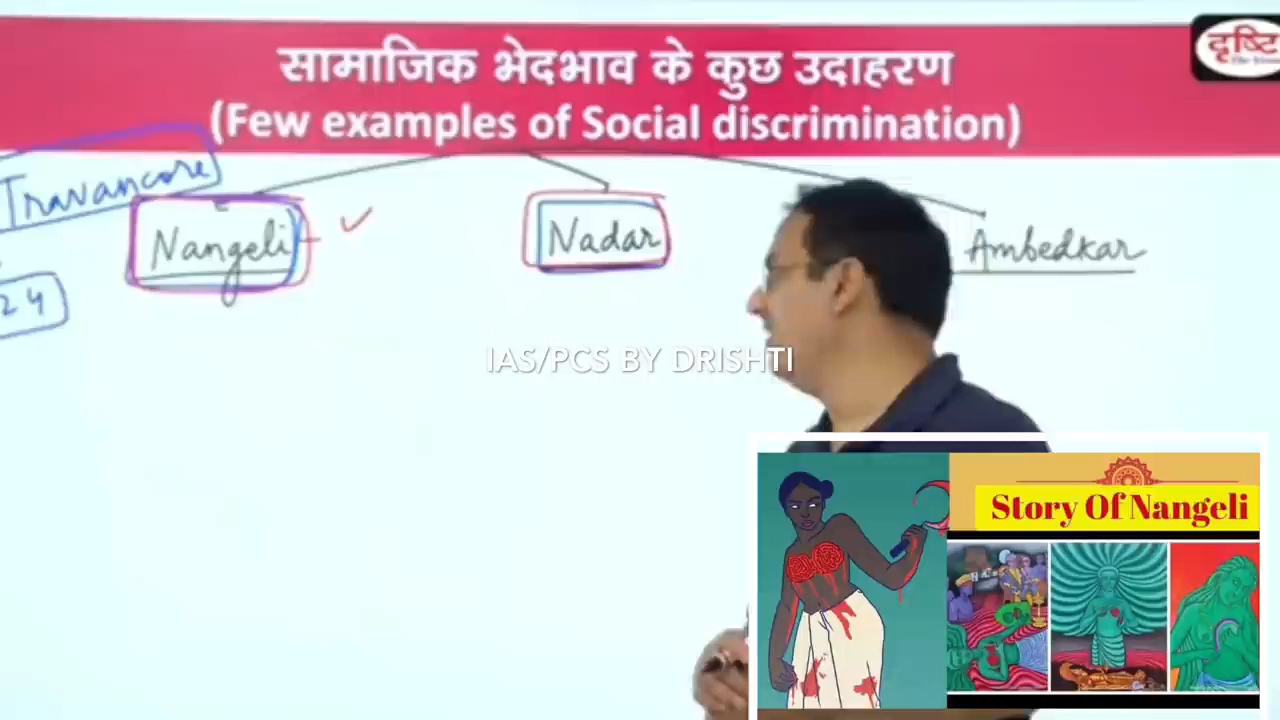 सामाजिक भेदभाव के कुछ उदाहरण
(Few examples of Social discrimination)
दृष्टि
Travancore
Nangeli
Nadar
Ambedkar
24
IAS/PCS BY DRISHTI
Story Of Nangeli